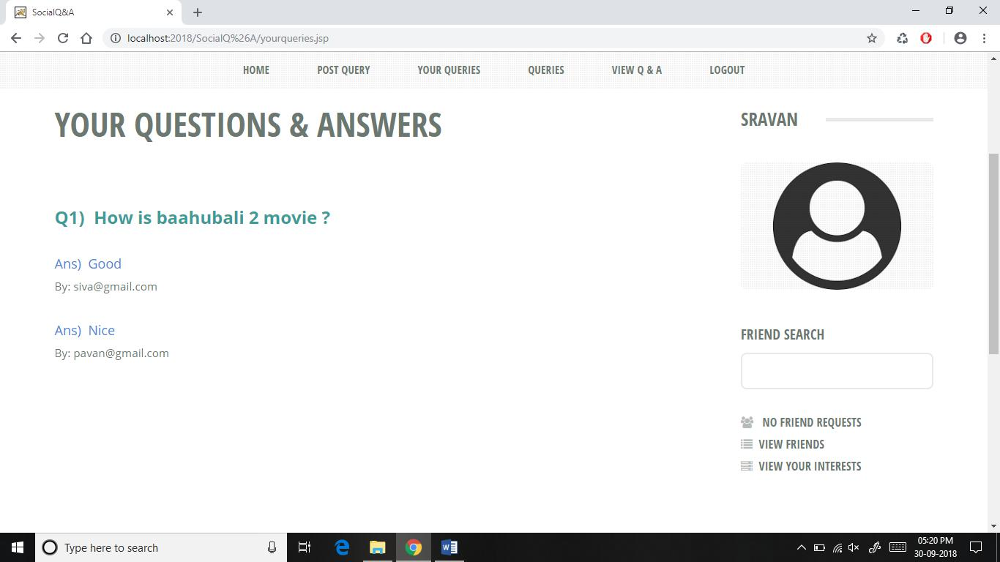 SocialQ&A
localhost:2018/SocialQ%26A/yourqueries.jsp
HOME POST QUERY YOUR QUERIES QUERIES VIEW Q & A LOGOUT
YOUR QUESTIONS & ANSWERS
Q1) How is baahubali 2 movie ?
Ans) Good
By: siva@gmail.com
Ans) Nice
By: pavan@gmail.com
SRAVAN
FRIEND SEARCH
NO FRIEND REQUESTS
VIEW FRIENDS
VIEW YOUR INTERESTS
Type here to search
05:20 PM
30-09-2018